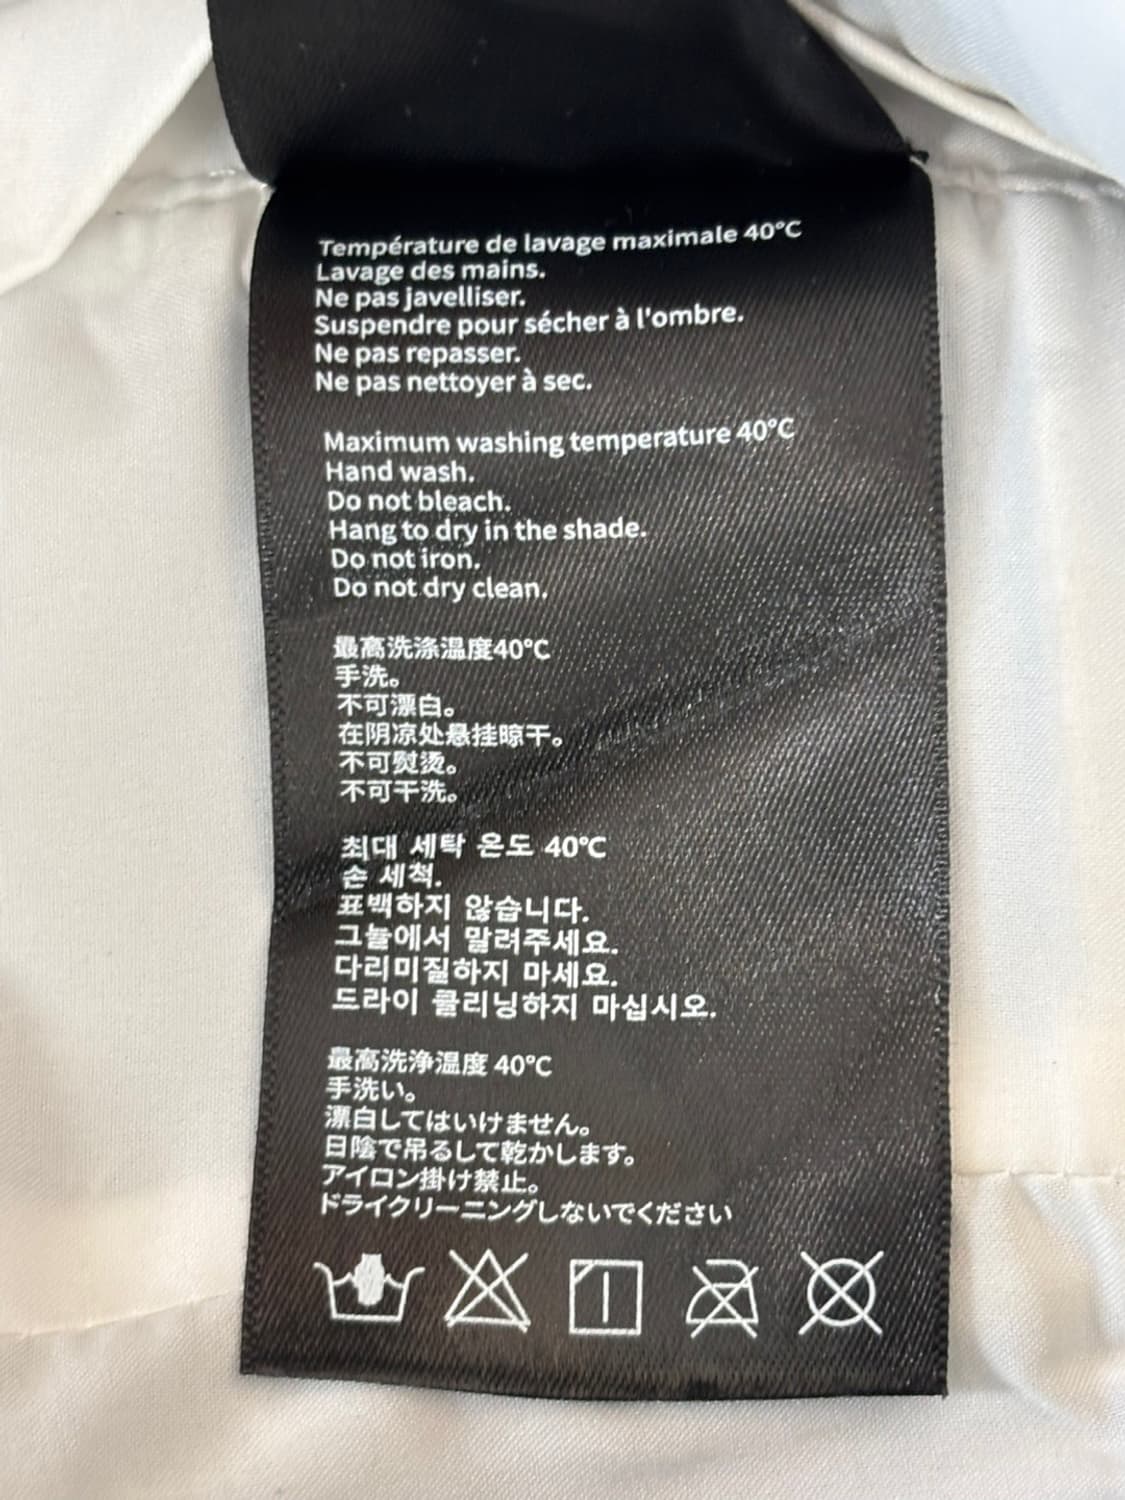 Température de lavage maximale 40°C
Lavage des mains.
Ne pas javelliser.
Suspendre pour sécher à l'ombre.
Ne pas repasser.
Ne pas nettoyer à sec.
Maximum washing temperature 40°C
Hand wash.
Do not bleach.
Hang to dry in the shade.
Do not iron.
Do not dry clean.
最高洗涤温度40°C
手洗。
不可漂白。
在阴凉处悬挂晾干。
不可熨烫。
不可干洗。
최대 세탁 온도 40°C
손 세척.
표백하지 않습니다.
그늘에서 말려주세요.
다리미질하지 마세요.
드라이 클리닝하지 마십시오.
最高洗浄温度 40°C
手洗い。
漂白してはいけません。
日陰で吊るして乾かします。
アイロン掛け禁止。
ドライクリーニングしないでください